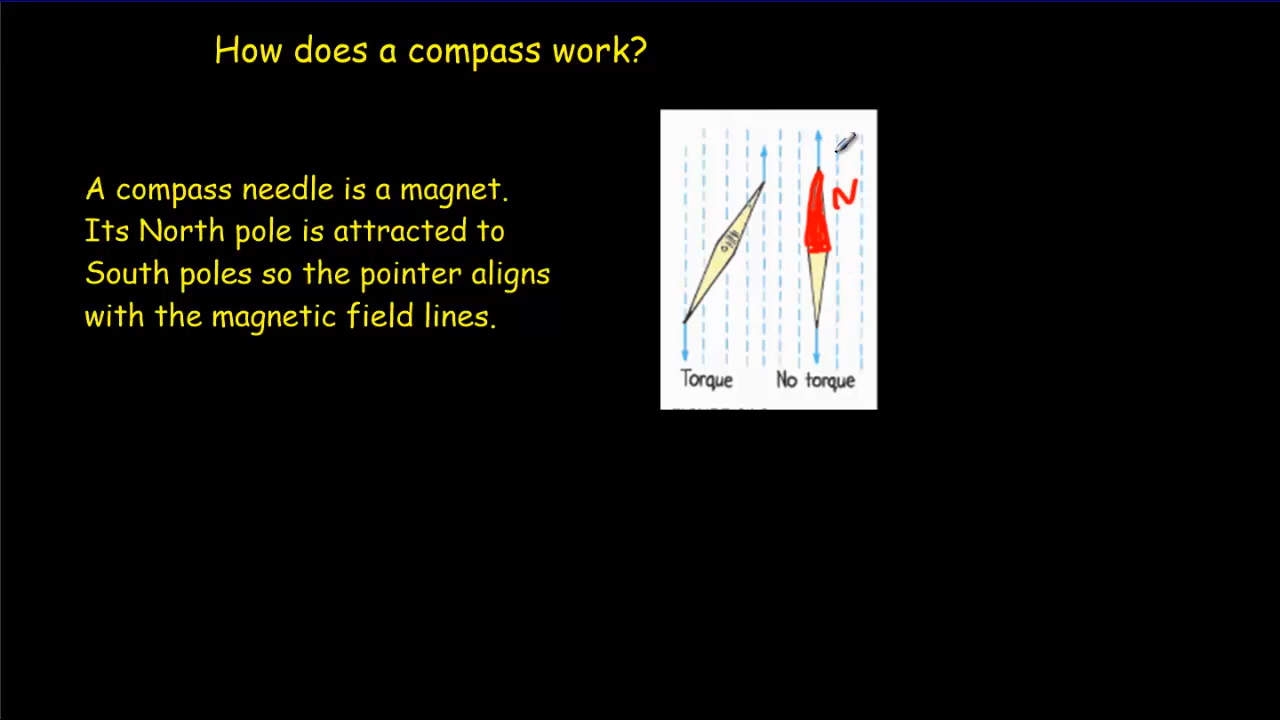 How does a compass work?
A compass needle is a magnet.
Its North pole is attracted to
South poles so the pointer aligns
with the magnetic field lines.
N
Torque
No torque